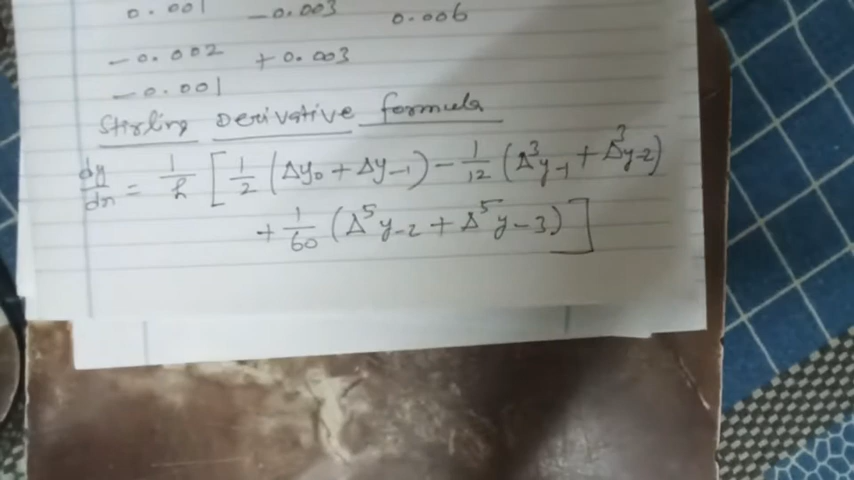 0.001 -0.003 0.006
-0.002 +0.003
-0.001
Stirling Derivative formula
dy/dx = 1/h [ 1/2 (Δy₀ + Δy₋₁) - 1/12 (Δ³y₋₁ + Δ³y₋₂)
+ 1/60 (Δ⁵y₋₂ + Δ⁵y₋₃) ]